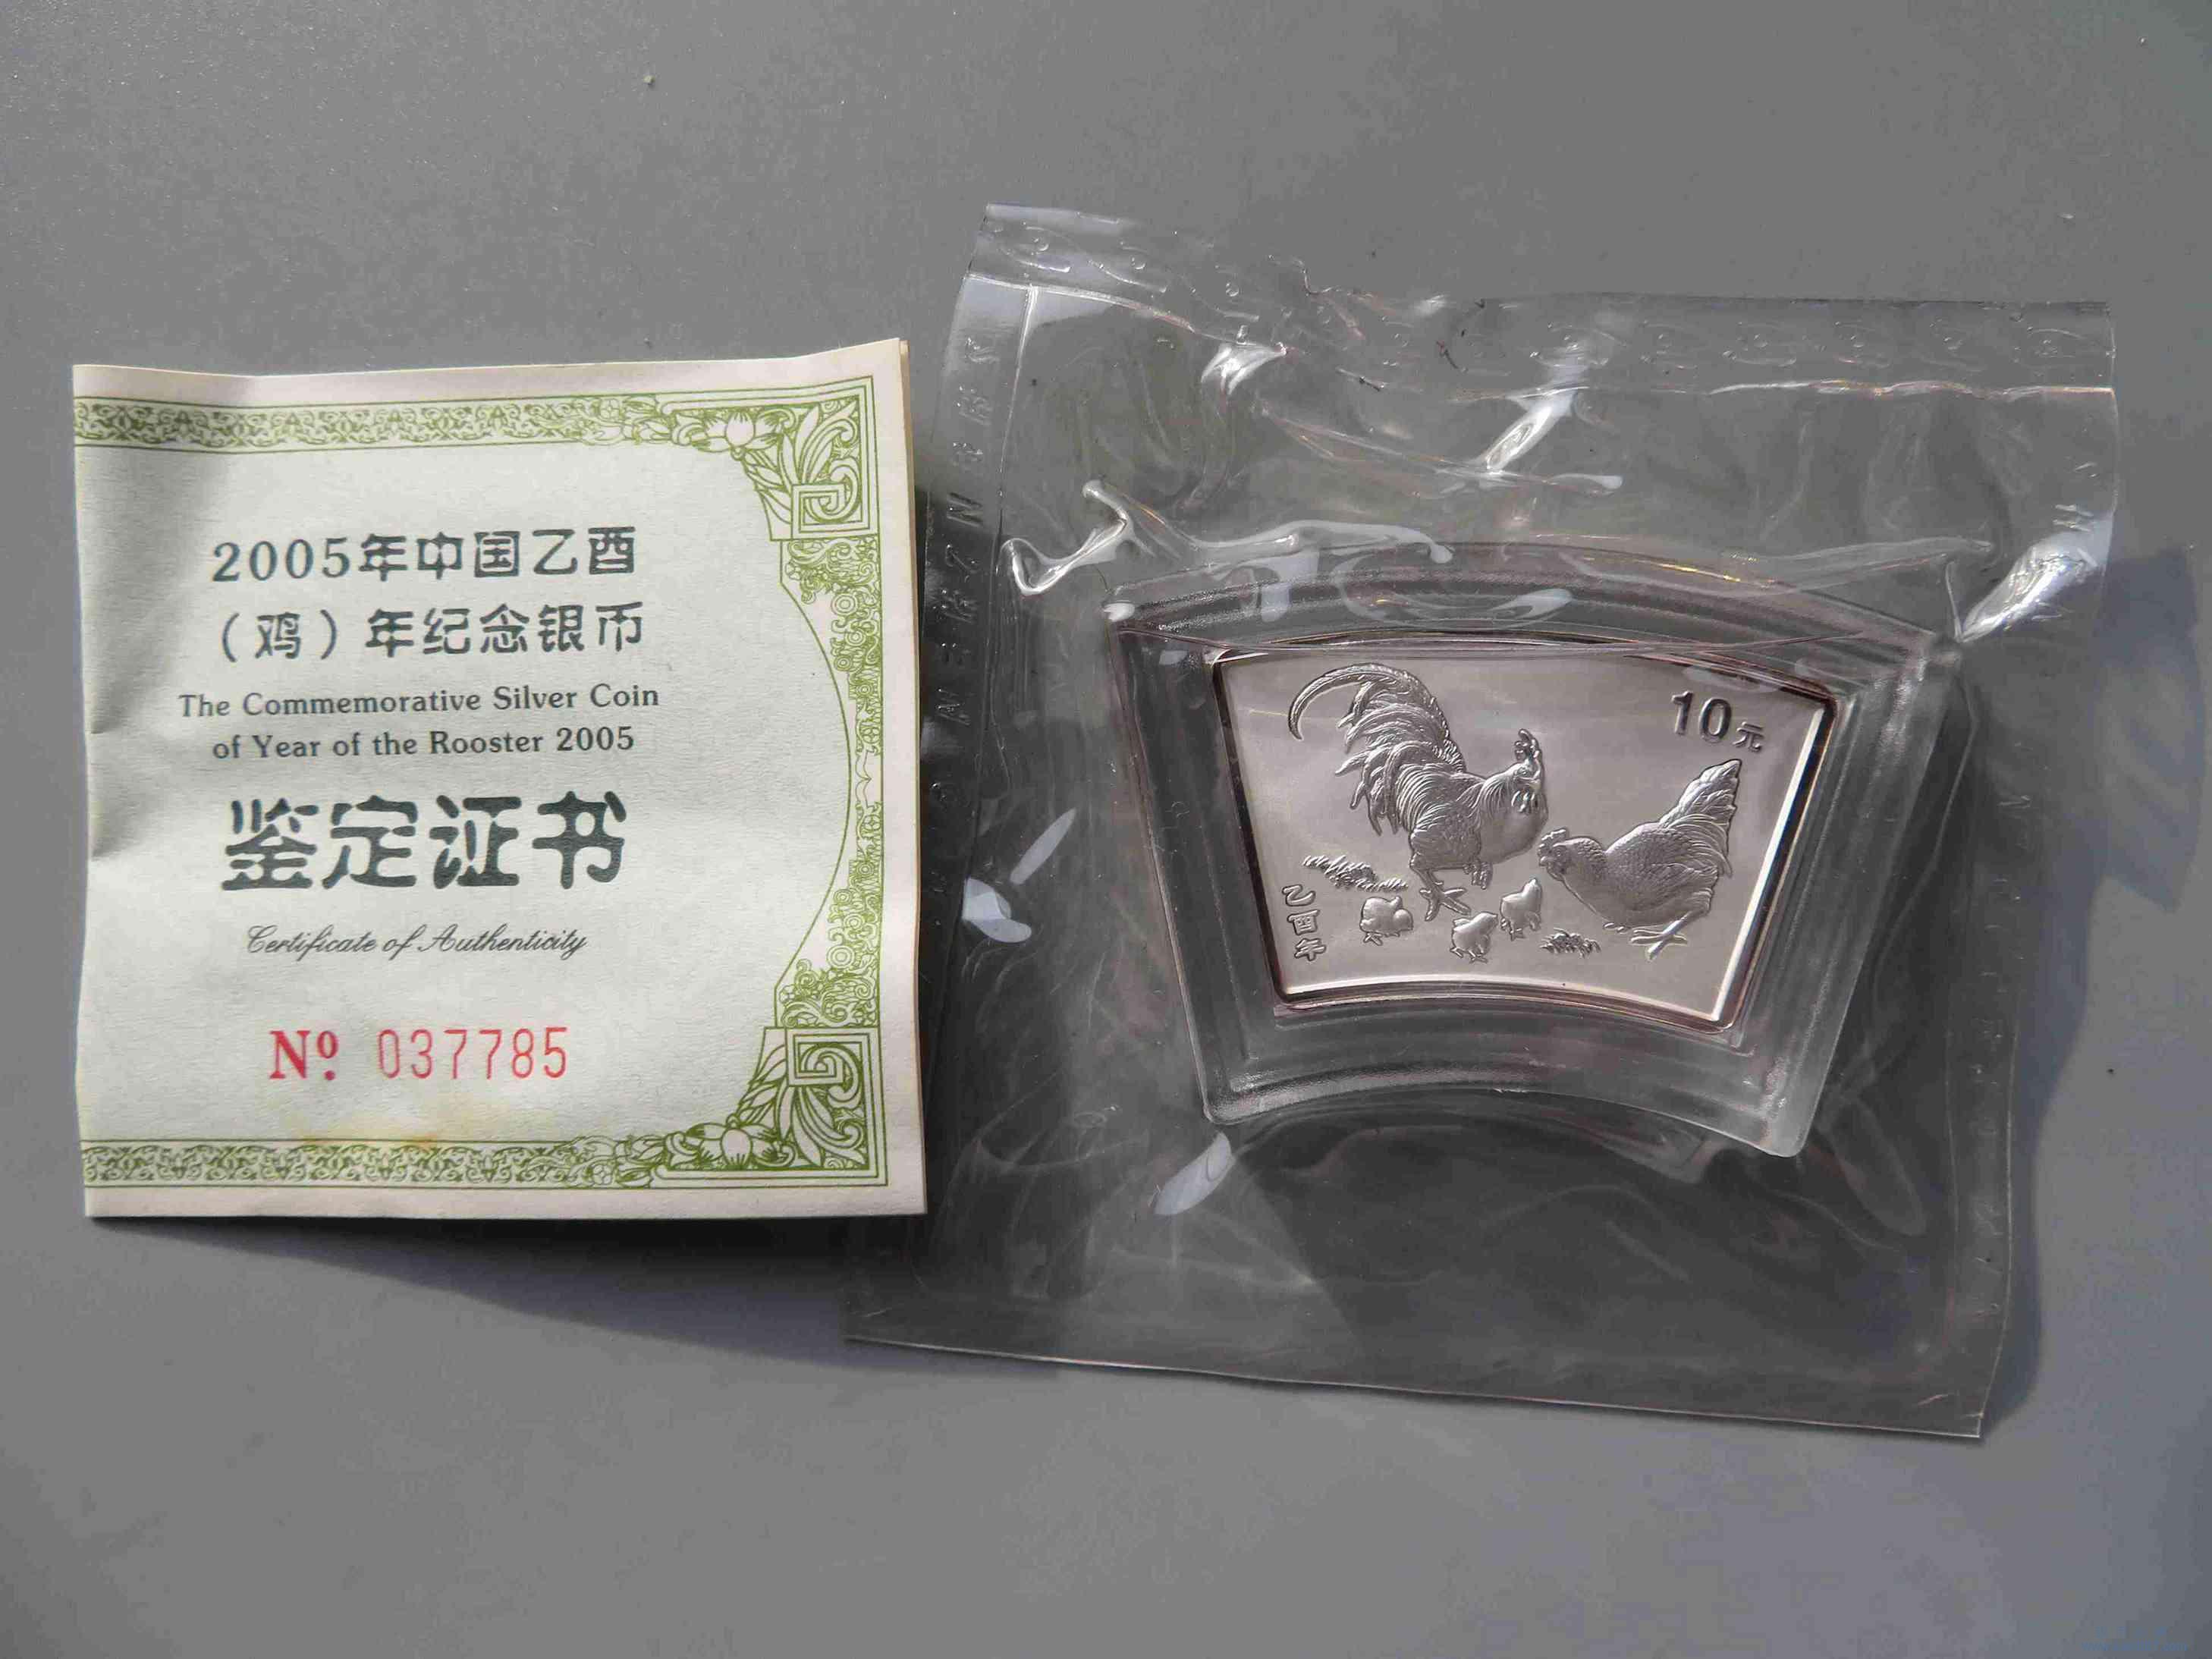 2005年中国乙酉
（鸡）年纪念银币
The Commemorative Silver Coin
of Year of the Rooster 2005
鉴定证书
Certificate of Authenticity
Nº. 037785
10元
乙酉年